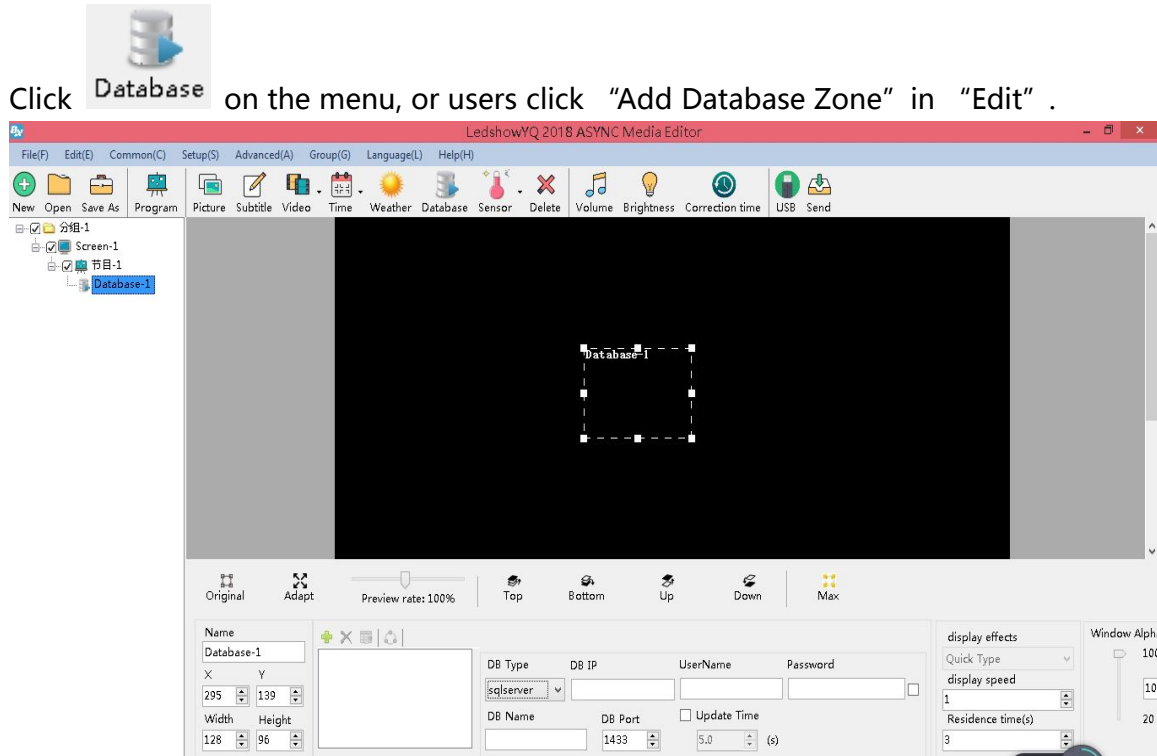 Database
Click on the menu, or users click “Add Database Zone” in “Edit”.
LedshowYQ 2018 ASYNC Media Editor
File(F) Edit(E) Common(C) Setup(S) Advanced(A) Group(G) Language(L) Help(H)
New Open Save As Program Picture Subtitle Video Time Weather Database Sensor Delete Volume Brightness Correction time USB Send
分组-1
Screen-1
节目-1
Database-1
Database-1
Original Adapt Preview rate: 100% Top Bottom Up Down Max
Name
Database-1
X Y
295 139
Width Height
128 96
DB Type DB IP UserName Password
sqlserver
DB Name DB Port Update Time
1433 5.0 (s)
display effects
Quick Type
display speed
1
Residence time(s)
3
Window Alph
100
10
20